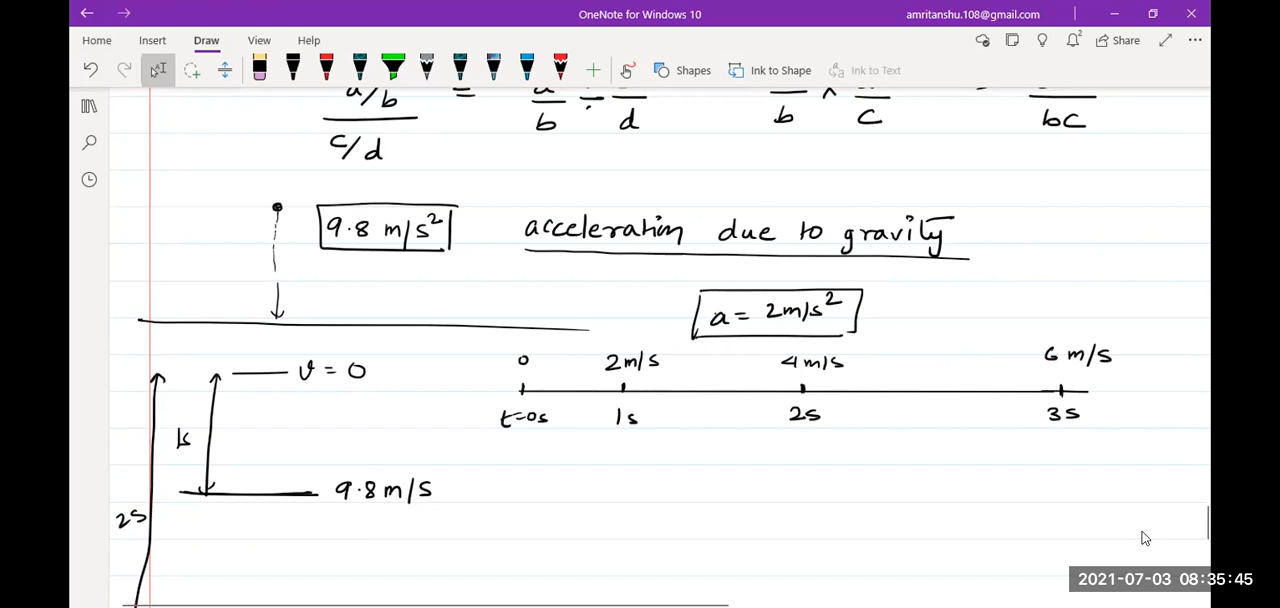 OneNote for Windows 10
amritanshu.108@gmail.com
Home Insert Draw View Help
Share
Shapes Ink to Shape Ink to Text
a/b = a/b ÷ /d /b × /c = /bc
c/d
9.8 m/s² acceleration due to gravity
a = 2m/s²
0 2m/s 4m/s 6 m/s
v = 0
t=0s 1s 2s 3s
1s
9.8 m/s
2s
2021-07-03 08:35:45